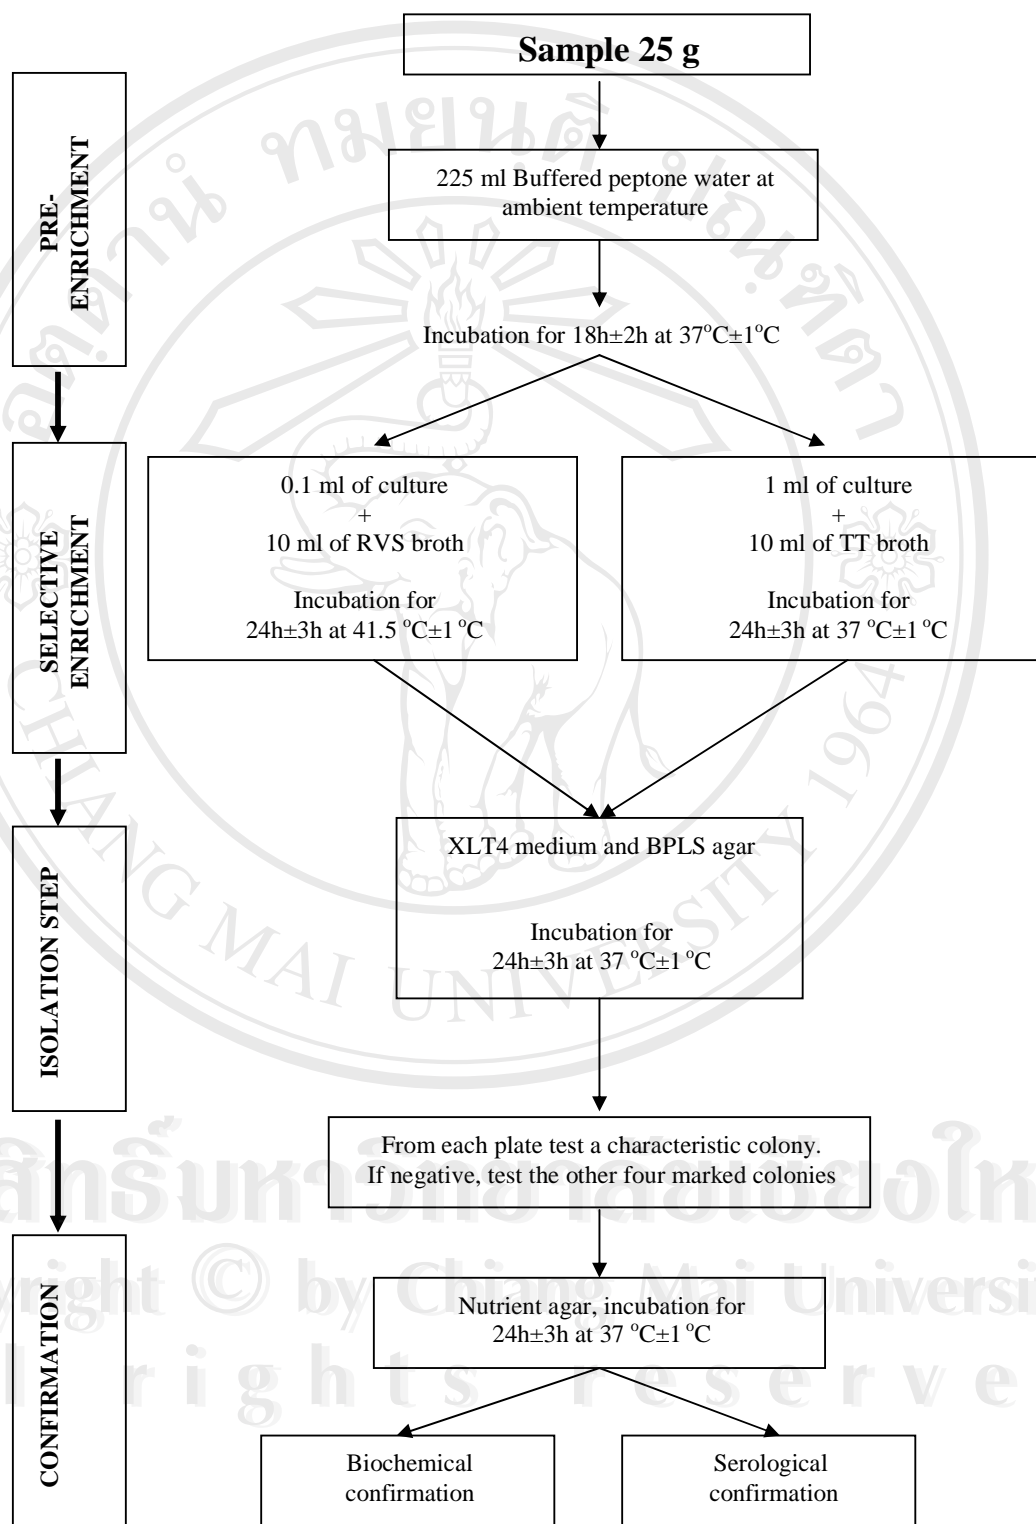 Sample 25 g
PRE-
ENRICHMENT
225 ml Buffered peptone water at
ambient temperature
Incubation for 18h±2h at 37°C±1°C
SELECTIVE
ENRICHMENT
0.1 ml of culture
+
10 ml of RVS broth
Incubation for
24h±3h at 41.5 °C±1 °C
1 ml of culture
+
10 ml of TT broth
Incubation for
24h±3h at 37 °C±1 °C
ISOLATION STEP
XLT4 medium and BPLS agar
Incubation for
24h±3h at 37 °C±1 °C
From each plate test a characteristic colony.
If negative, test the other four marked colonies
CONFIRMATION
Nutrient agar, incubation for
24h±3h at 37 °C±1 °C
Biochemical
confirmation
Serological
confirmation
CHIANG MAI UNIVERSITY 1964
by Chiang Mai
rights